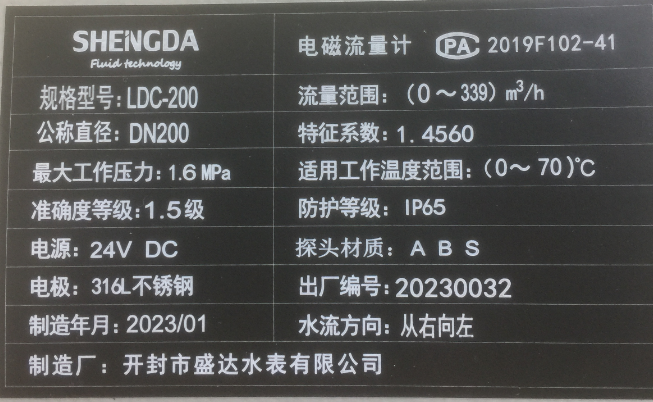 SHENGDA 电磁流量计 CPA 2019F102-41
Fluid technology
规格型号:LDC-200 流量范围:(0～339) m³/h
公称直径:DN200 特征系数:1.4560
最大工作压力:1.6MPa 适用工作温度范围:(0～70)℃
准确度等级:1.5级 防护等级: IP65
电源: 24V DC 探头材质: A B S
电极: 316L不锈钢 出厂编号:20230032
制造年月:2023/01 水流方向:从右向左
制造厂: 开封市盛达水表有限公司